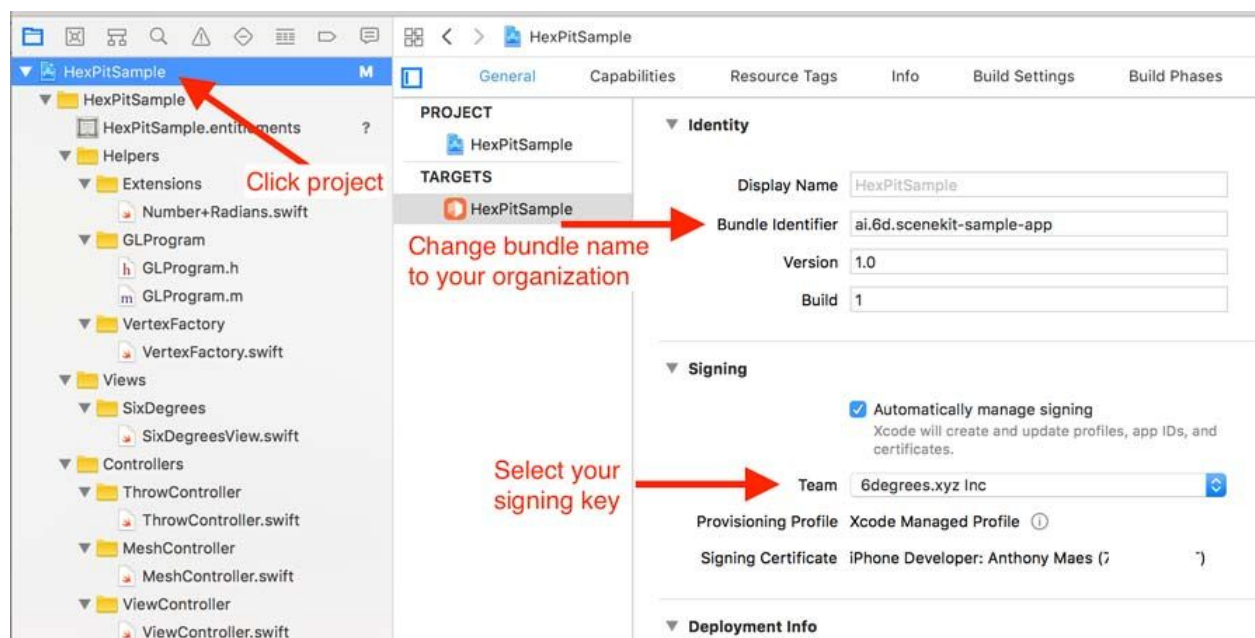 HexPitSample
HexPitSample M
General Capabilities Resource Tags Info Build Settings Build Phases
HexPitSample
HexPitSample.entitlements ?
Helpers
Extensions
Number+Radians.swift
GLProgram
h GLProgram.h
m GLProgram.m
VertexFactory
VertexFactory.swift
Views
SixDegrees
SixDegreesView.swift
Controllers
ThrowController
ThrowController.swift
MeshController
MeshController.swift
ViewController
ViewController.swift
Click project
PROJECT
HexPitSample
TARGETS
HexPitSample
Change bundle name
to your organization
Identity
Display Name HexPitSample
Bundle Identifier ai.6d.scenekit-sample-app
Version 1.0
Build 1
Signing
Automatically manage signing
Xcode will create and update profiles, app IDs, and
certificates.
Select your
signing key
Team 6degrees.xyz Inc
Provisioning Profile Xcode Managed Profile
Signing Certificate iPhone Developer: Anthony Maes ( )
Deployment Info